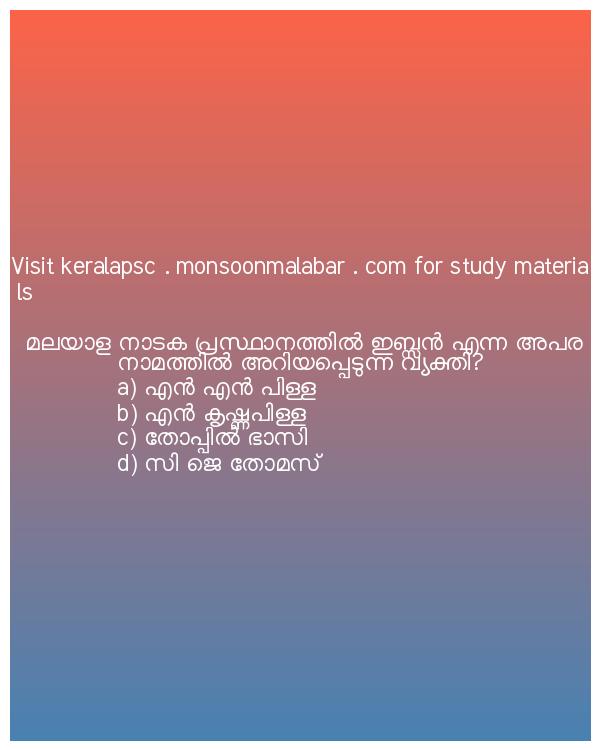 Visit keralapsc . monsoonmalabar . com for study materia
ls
മലയാള നാടക പ്രസ്ഥാനത്തിൽ ഇബ്സൻ എന്ന അപര
നാമത്തിൽ അറിയപ്പെടുന്ന വ്യക്തി?
a) എൻ എൻ പിള്ള
b) എൻ കൃഷ്ണപിള്ള
c) തോപ്പിൽ ഭാസി
d) സി ജെ തോമസ്